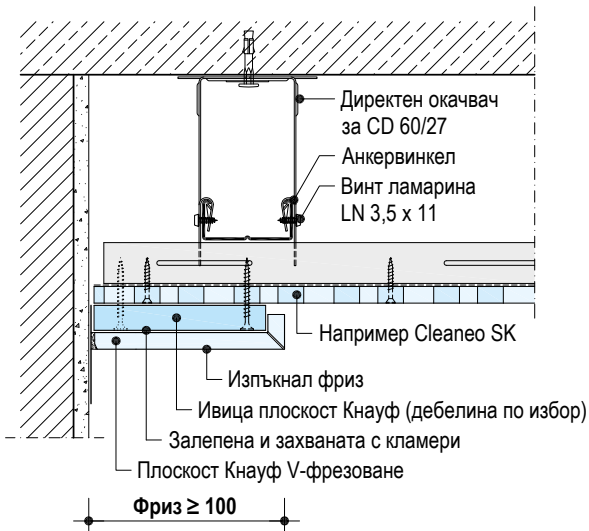 Директен окачвач
за CD 60/27
Анкервинкел
Винт ламарина
LN 3,5 x 11
Например Cleaneo SK
Изпъкнал фриз
Ивица плоскост Кнауф (дебелина по избор)
Залепена и захваната с кламери
Плоскост Кнауф V-фрезоване
Фриз ≥ 100